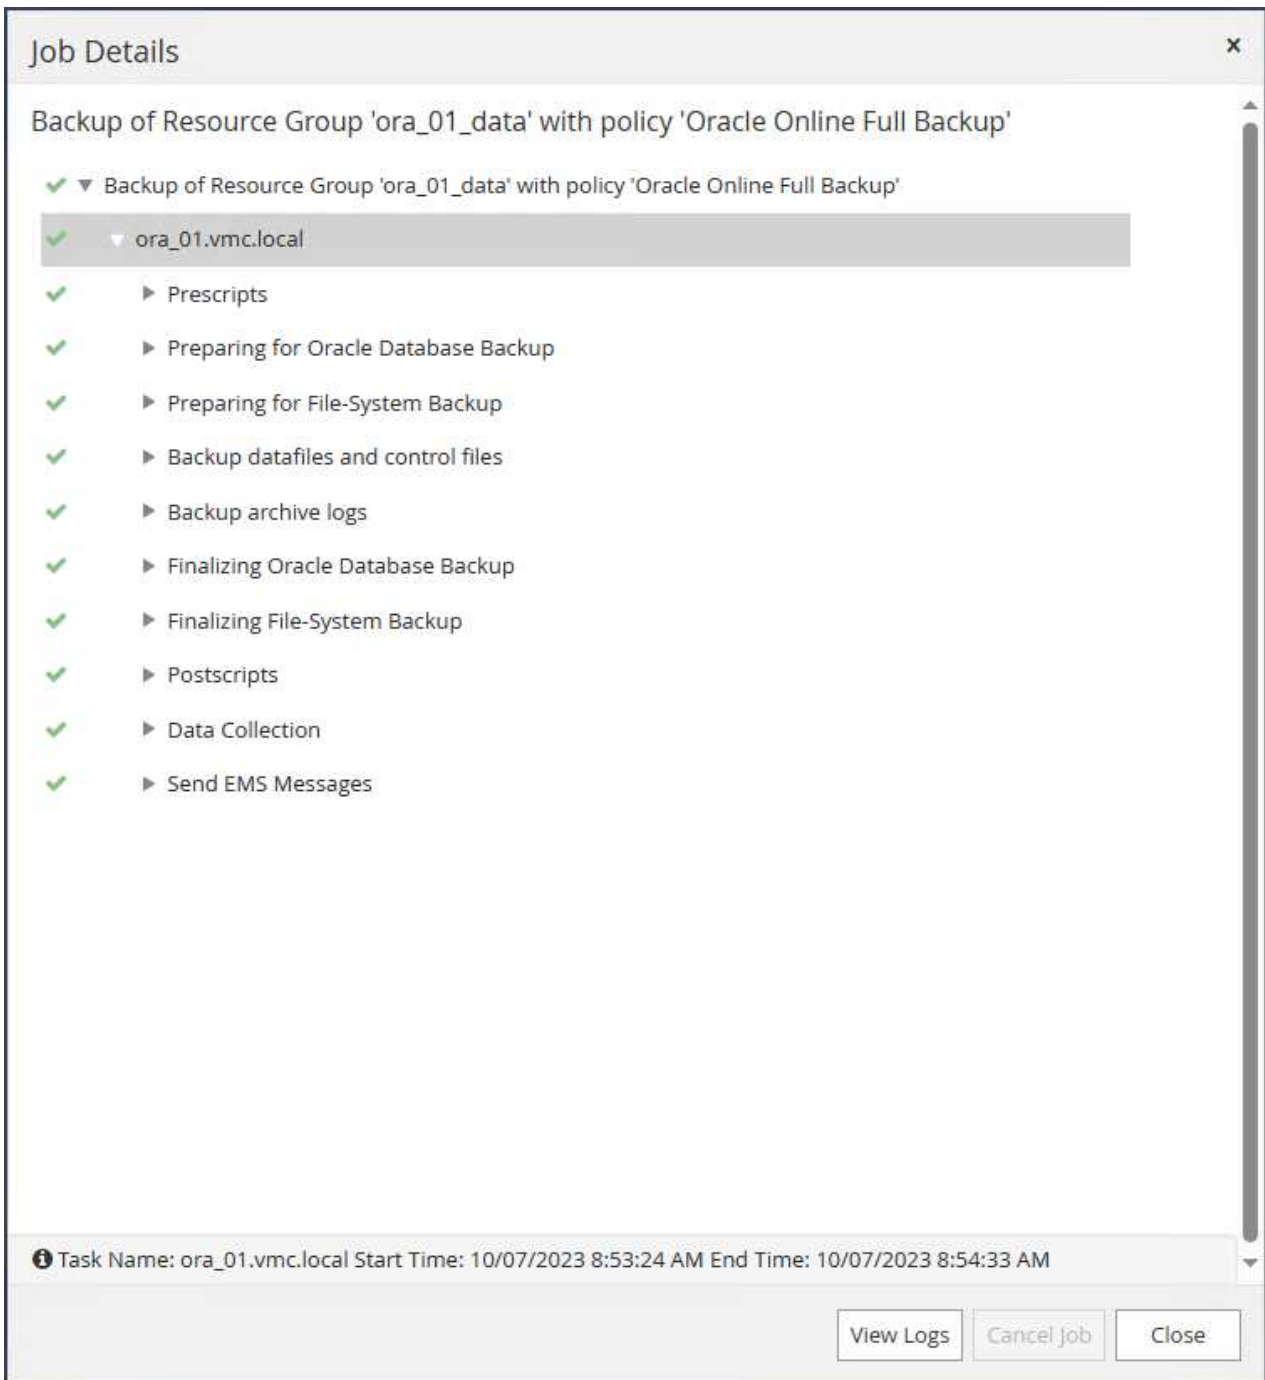 Job Details
Backup of Resource Group 'ora_01_data' with policy 'Oracle Online Full Backup'
Backup of Resource Group 'ora_01_data' with policy 'Oracle Online Full Backup'
ora_01.vmc.local
Prescripts
Preparing for Oracle Database Backup
Preparing for File-System Backup
Backup datafiles and control files
Backup archive logs
Finalizing Oracle Database Backup
Finalizing File-System Backup
Postscripts
Data Collection
Send EMS Messages
Task Name: ora_01.vmc.local Start Time: 10/07/2023 8:53:24 AM End Time: 10/07/2023 8:54:33 AM
View Logs Cancel Job Close